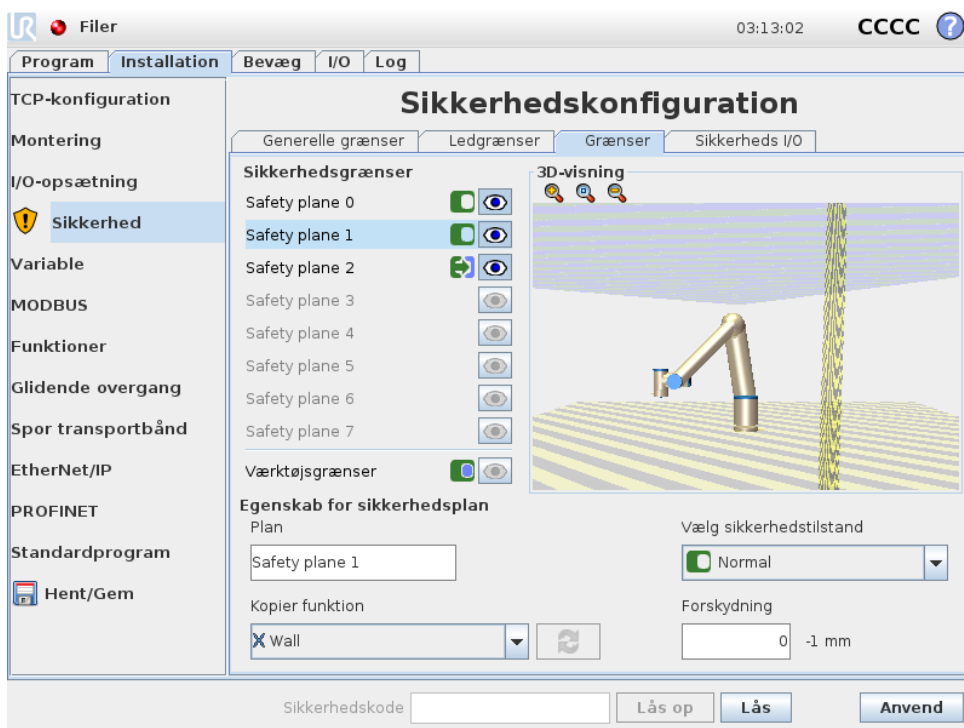 UR Filer 03:13:02 CCCC ?
Program Installation Bevæg I/O Log
TCP-konfiguration
Montering
I/O-opsætning
Sikkerhed
Variable
MODBUS
Funktioner
Glidende overgang
Spor transportbånd
EtherNet/IP
PROFINET
Standardprogram
Hent/Gem
Sikkerhedskonfiguration
Generelle grænser Ledgrænser Grænser Sikkerheds I/O
Sikkerhedsgrænser
Safety plane 0
Safety plane 1
Safety plane 2
Safety plane 3
Safety plane 4
Safety plane 5
Safety plane 6
Safety plane 7
Værktøjsgrænser
3D-visning
Egenskab for sikkerhedsplan
Plan
Safety plane 1
Vælg sikkerhedstilstand
Normal
Kopier funktion
Wall
Forskydning
0 -1 mm
Sikkerhedskode Lås op Lås Anvend